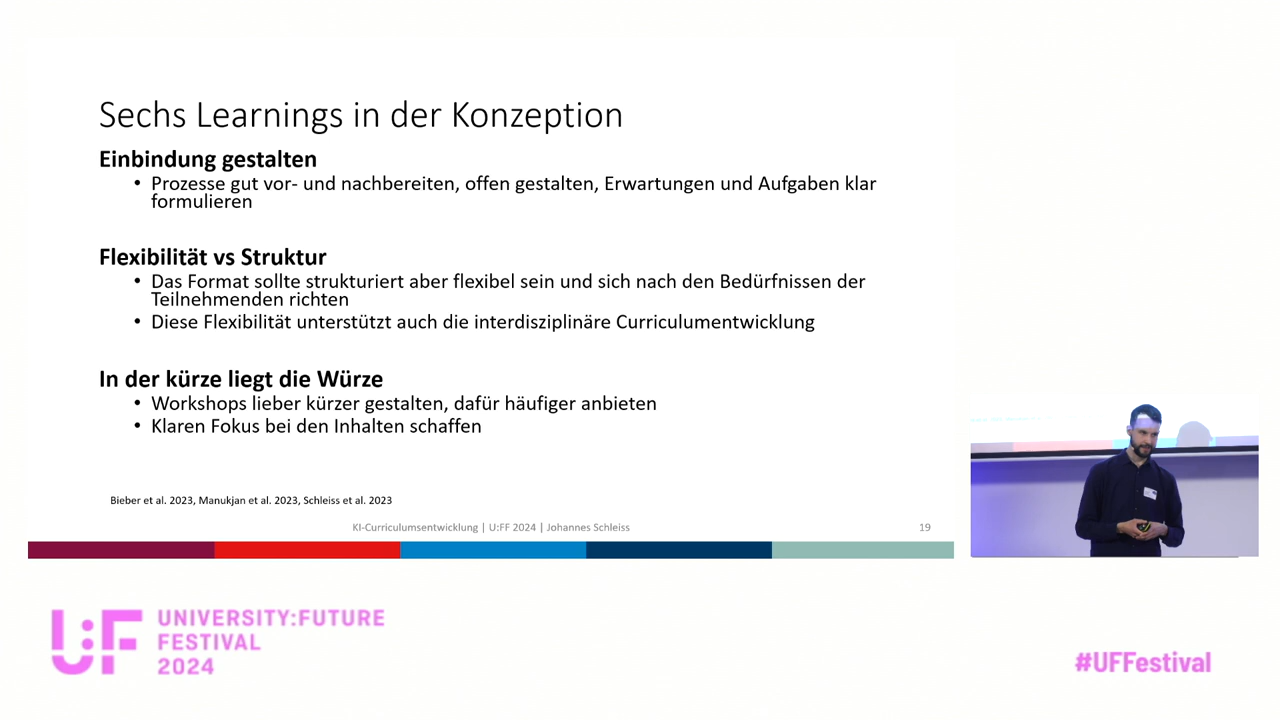 Sechs Learnings in der Konzeption
Einbindung gestalten
• Prozesse gut vor- und nachbereiten, offen gestalten, Erwartungen und Aufgaben klar
formulieren
Flexibilität vs Struktur
• Das Format sollte strukturiert aber flexibel sein und sich nach den Bedürfnissen der
Teilnehmenden richten
• Diese Flexibilität unterstützt auch die interdisziplinäre Curriculumentwicklung
In der kürze liegt die Würze
• Workshops lieber kürzer gestalten, dafür häufiger anbieten
• Klaren Fokus bei den Inhalten schaffen
Bieber et al. 2023, Manukjan et al. 2023, Schleiss et al. 2023
KI-Curriculumsentwicklung | U:FF 2024 | Johannes Schleiss
19
U:F
UNIVERSITY:FUTURE
FESTIVAL
2024
#UFFestival